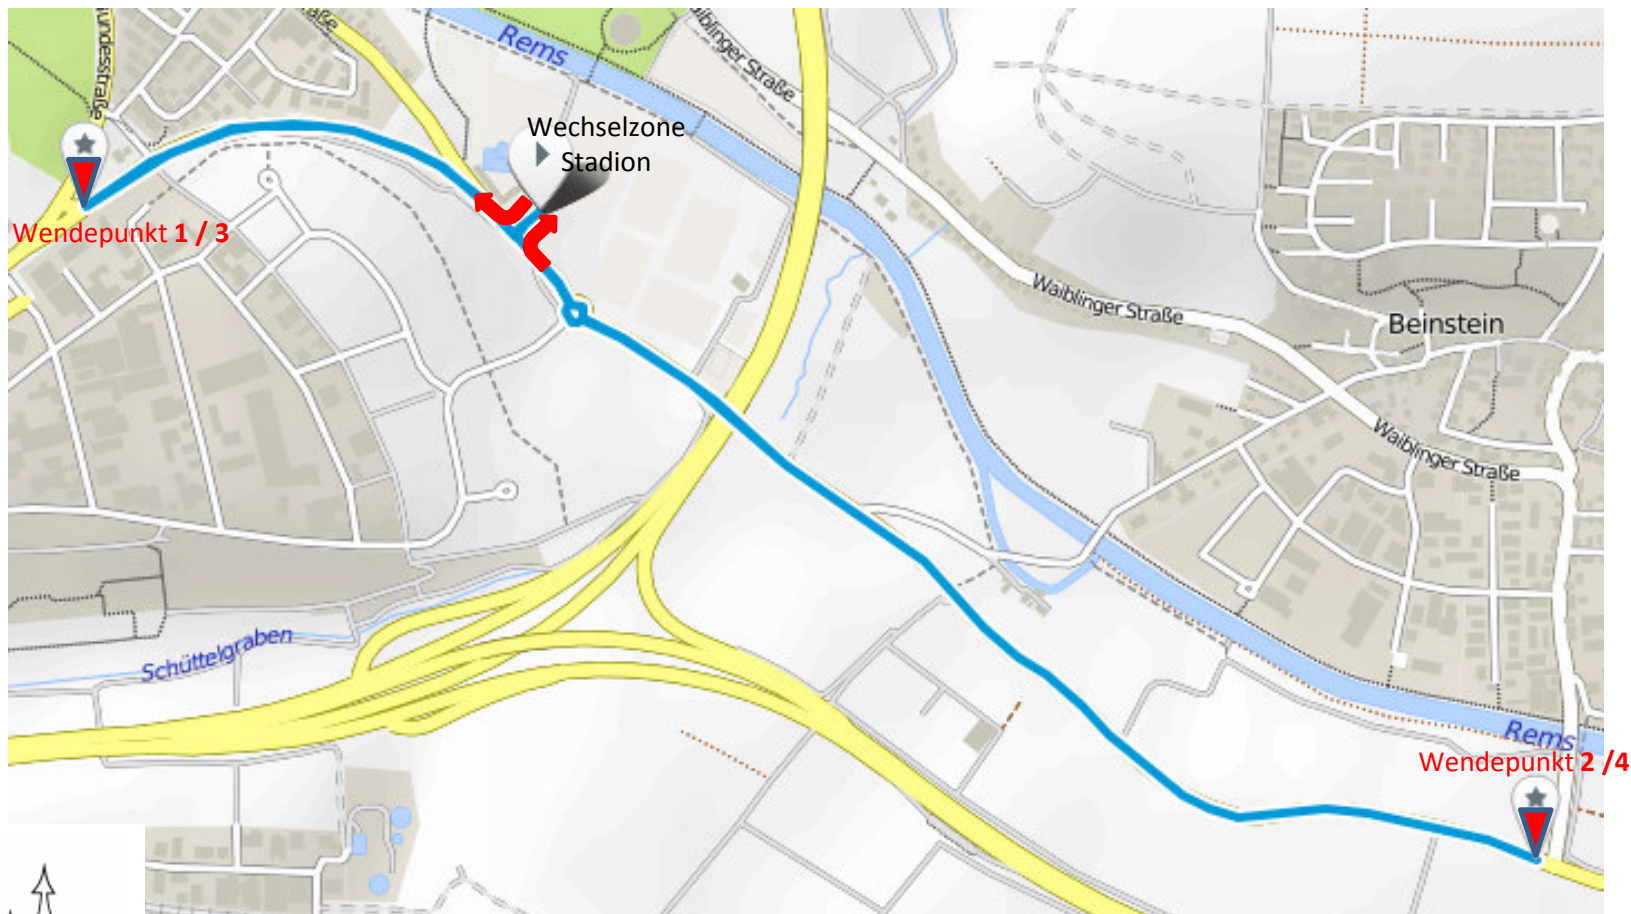 Rems
Waiblinger Straße
Wechselzone
Stadion
Wendepunkt 1 / 3
Waiblinger Straße
Beinstein
Waiblinger Straße
Schüttelgraben
Rems
Wendepunkt 2 /4